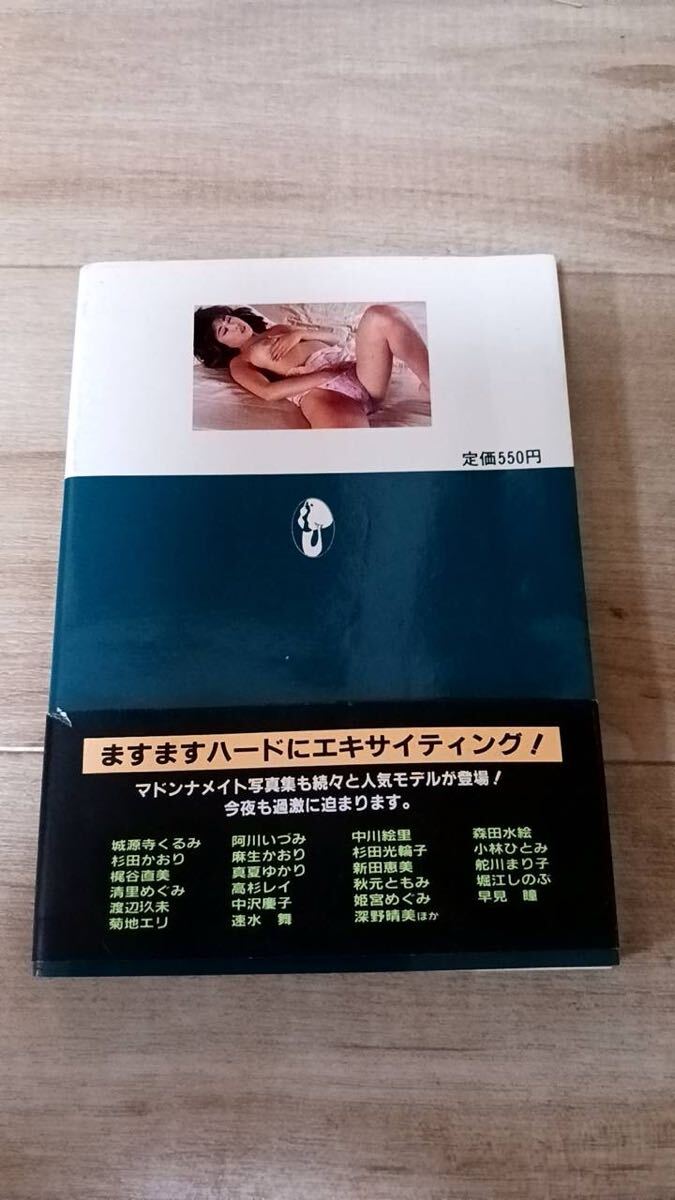 定価550円
ますますハードにエキサイティング！
マドンナメイト写真集も続々と人気モデルが登場！
今夜も過激に迫まります。
城源寺くるみ 阿川いづみ 中川絵里 森田水絵
杉田かおり 麻生かおり 杉田光輪子 小林ひとみ
梶谷直美 真夏ゆかり 新田恵美 舵川まり子
清里めぐみ 高杉レイ 秋元ともみ 堀江しのぶ
渡辺玖未 中沢慶子 姫宮めぐみ 早見 瞳
菊地エリ 速水 舞 深野晴美ほか